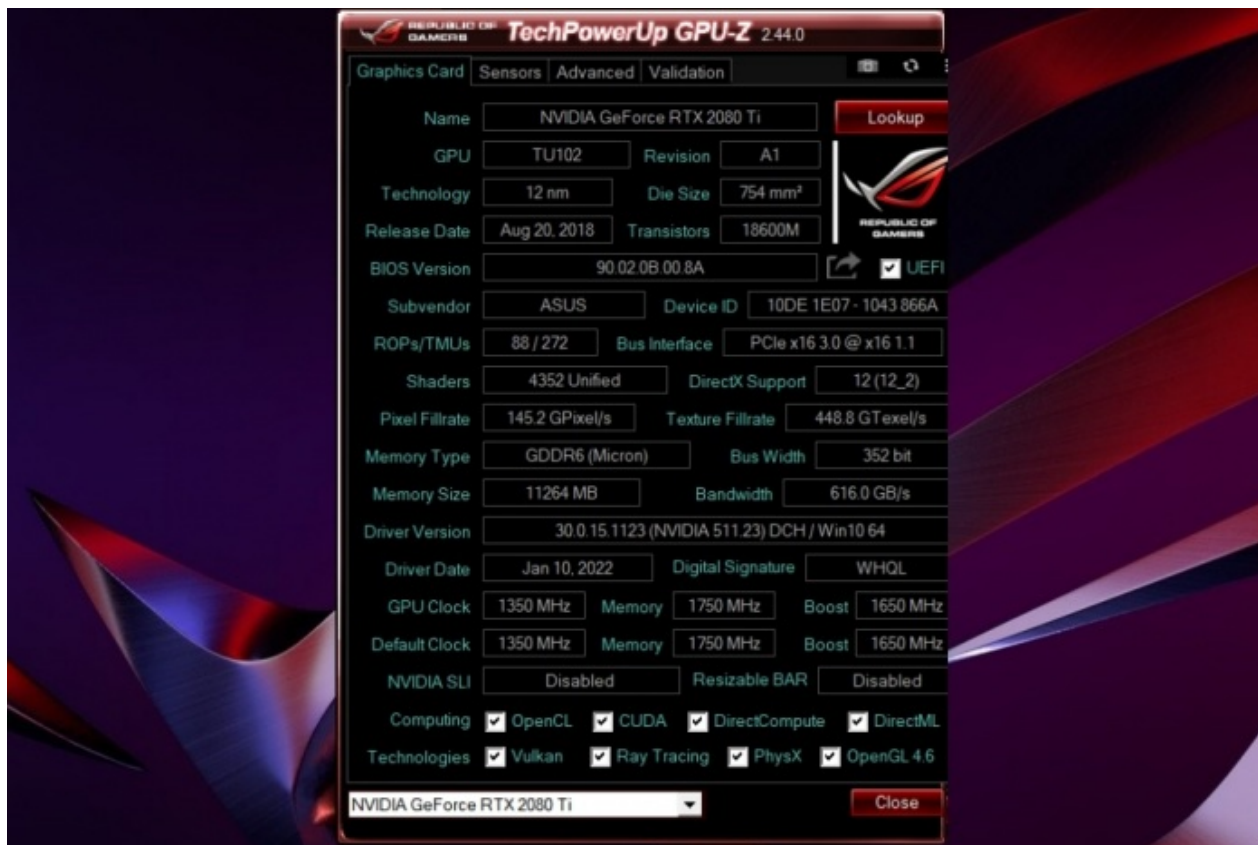 REPUBLIC OF GAMERS TechPowerUp GPU-Z 2.44.0
Graphics Card Sensors Advanced Validation
Name NVIDIA GeForce RTX 2080 Ti Lookup
GPU TU102 Revision A1
Technology 12 nm Die Size 754 mm²
REPUBLIC OF GAMERS
Release Date Aug 20, 2018 Transistors 18600M
BIOS Version 90.02.0B.00.8A UEFI
Subvendor ASUS Device ID 10DE 1E07 - 1043 866A
ROPs/TMUs 88 / 272 Bus Interface PCIe x16 3.0 @ x16 1.1
Shaders 4352 Unified DirectX Support 12 (12_2)
Pixel Fillrate 145.2 GPixel/s Texture Fillrate 448.8 GTexel/s
Memory Type GDDR6 (Micron) Bus Width 352 bit
Memory Size 11264 MB Bandwidth 616.0 GB/s
Driver Version 30.0.15.1123 (NVIDIA 511.23) DCH / Win10 64
Driver Date Jan 10, 2022 Digital Signature WHQL
GPU Clock 1350 MHz Memory 1750 MHz Boost 1650 MHz
Default Clock 1350 MHz Memory 1750 MHz Boost 1650 MHz
NVIDIA SLI Disabled Resizable BAR Disabled
Computing OpenCL CUDA DirectCompute DirectML
Technologies Vulkan Ray Tracing PhysX OpenGL 4.6
NVIDIA GeForce RTX 2080 Ti Close